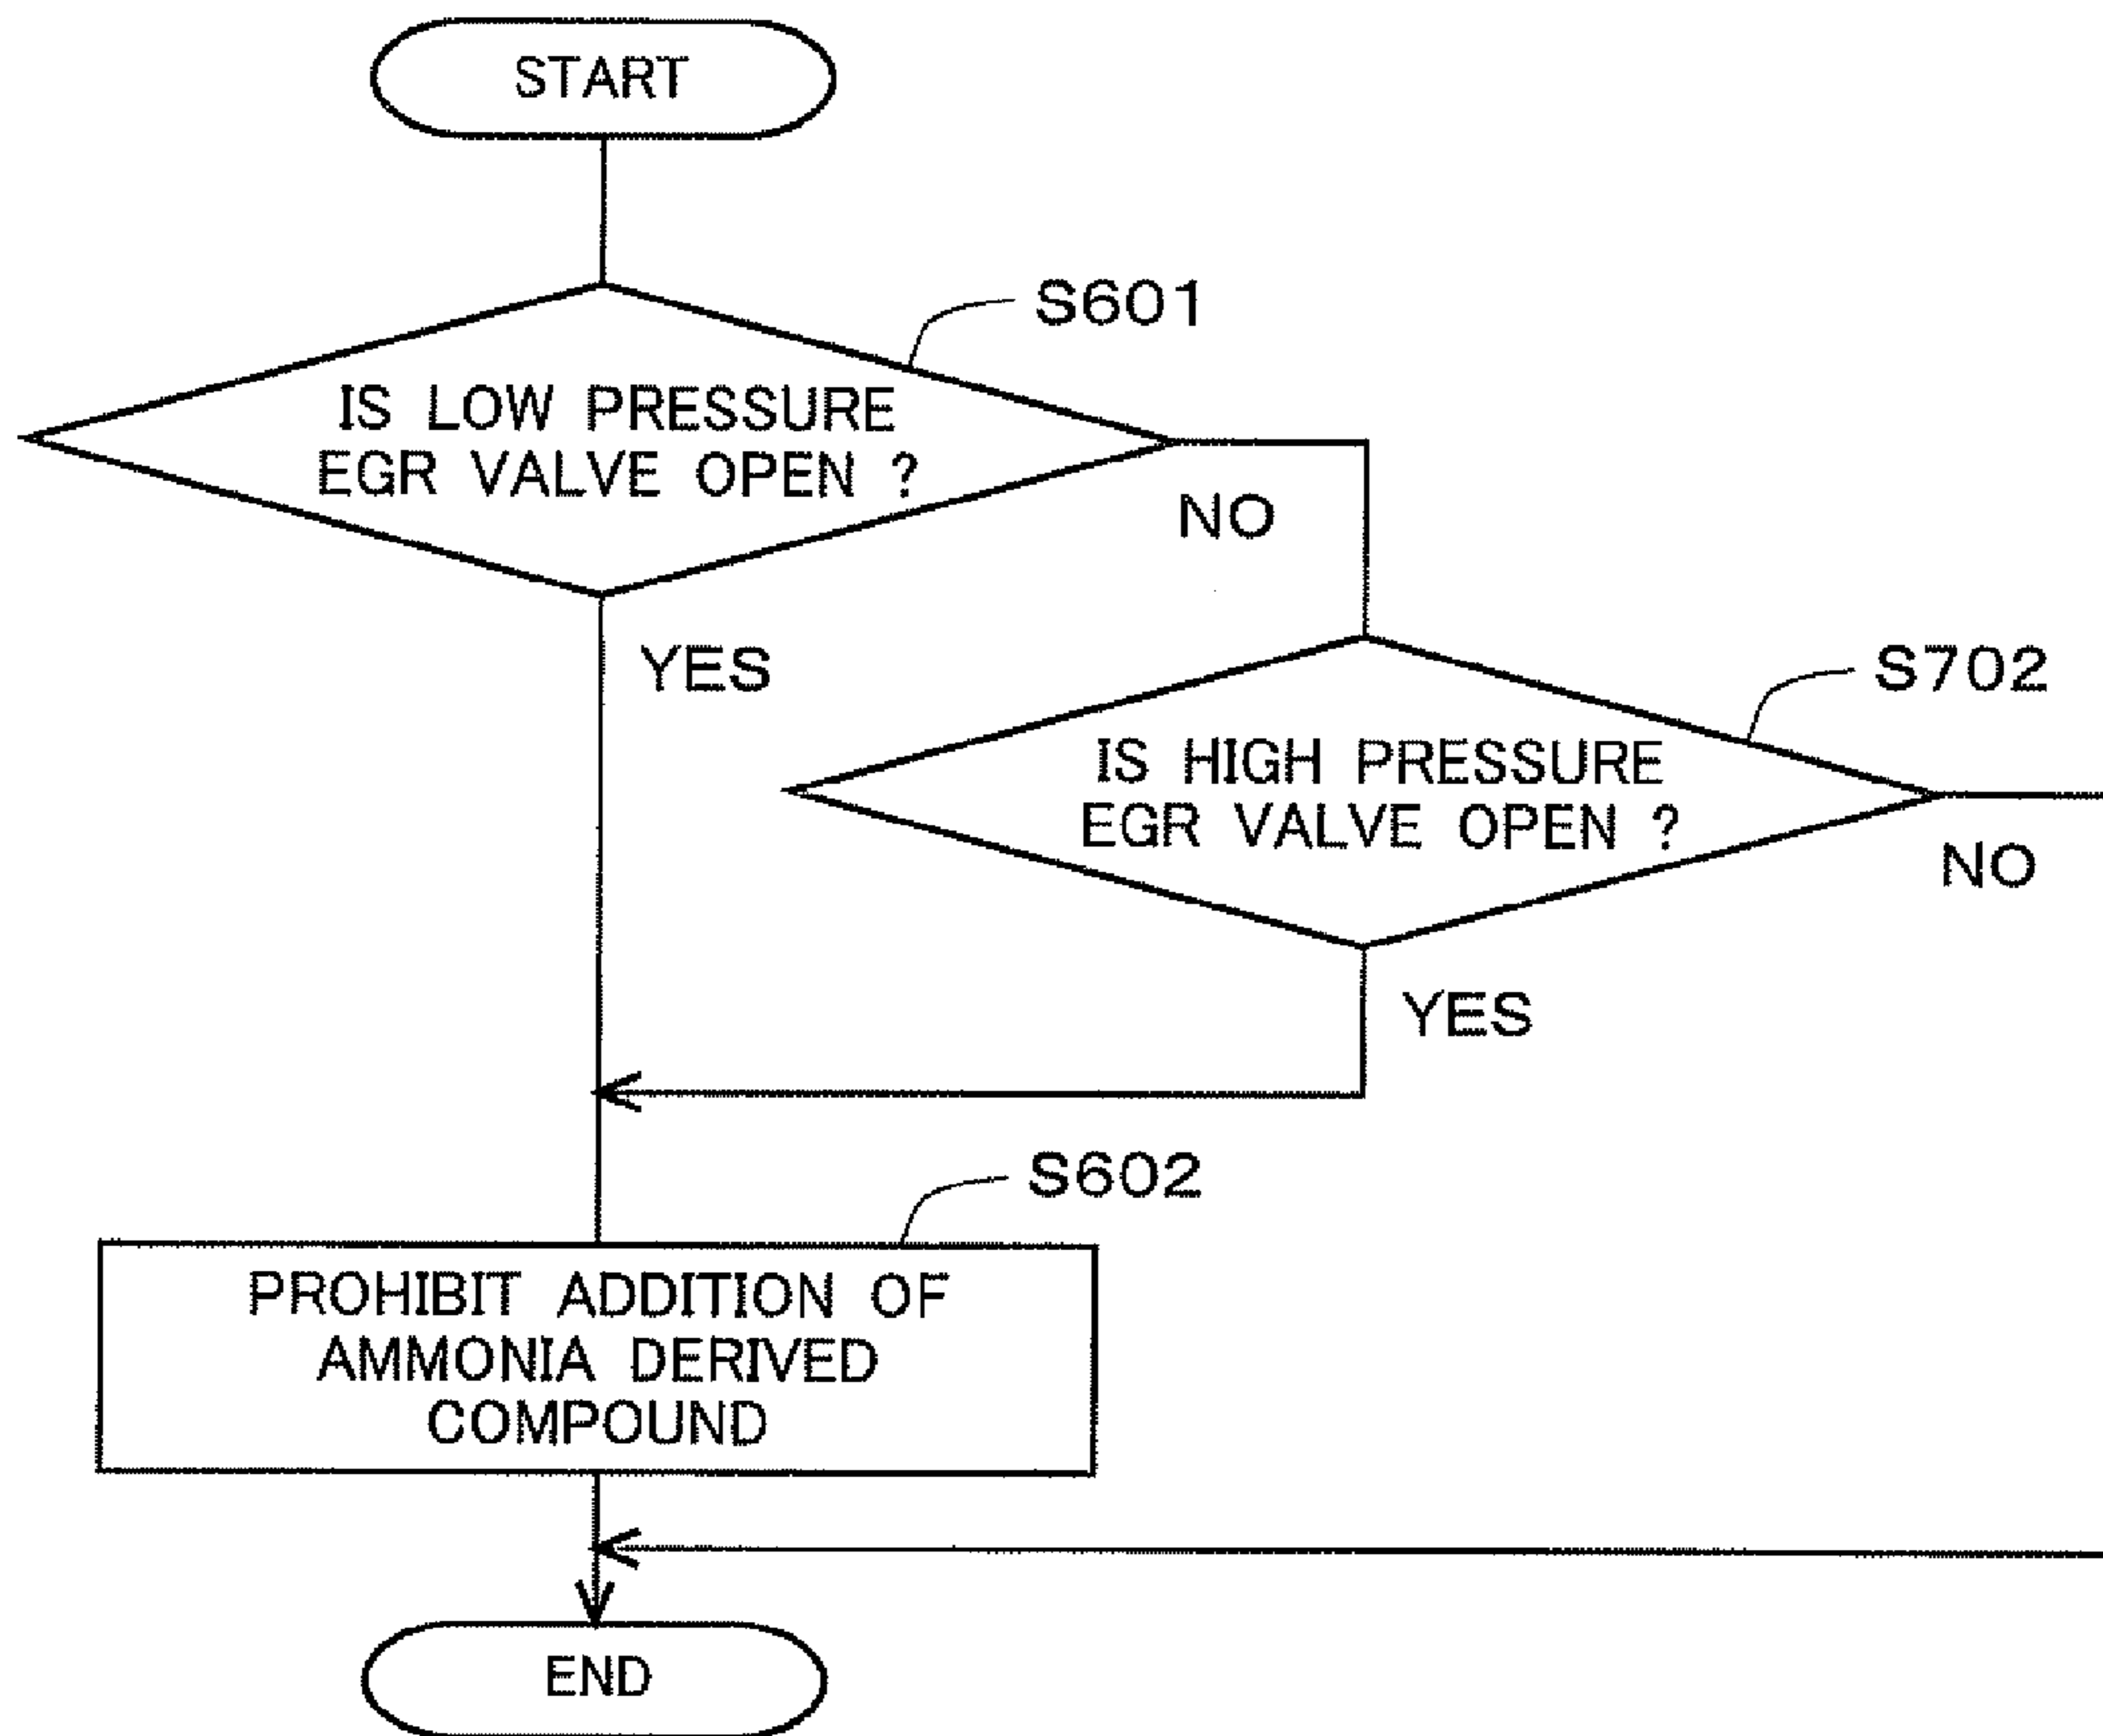 START
S601
IS LOW PRESSURE
EGR VALVE OPEN ?
NO
YES
S702
IS HIGH PRESSURE
EGR VALVE OPEN ?
NO
YES
S602
PROHIBIT ADDITION OF
AMMONIA DERIVED
COMPOUND
END